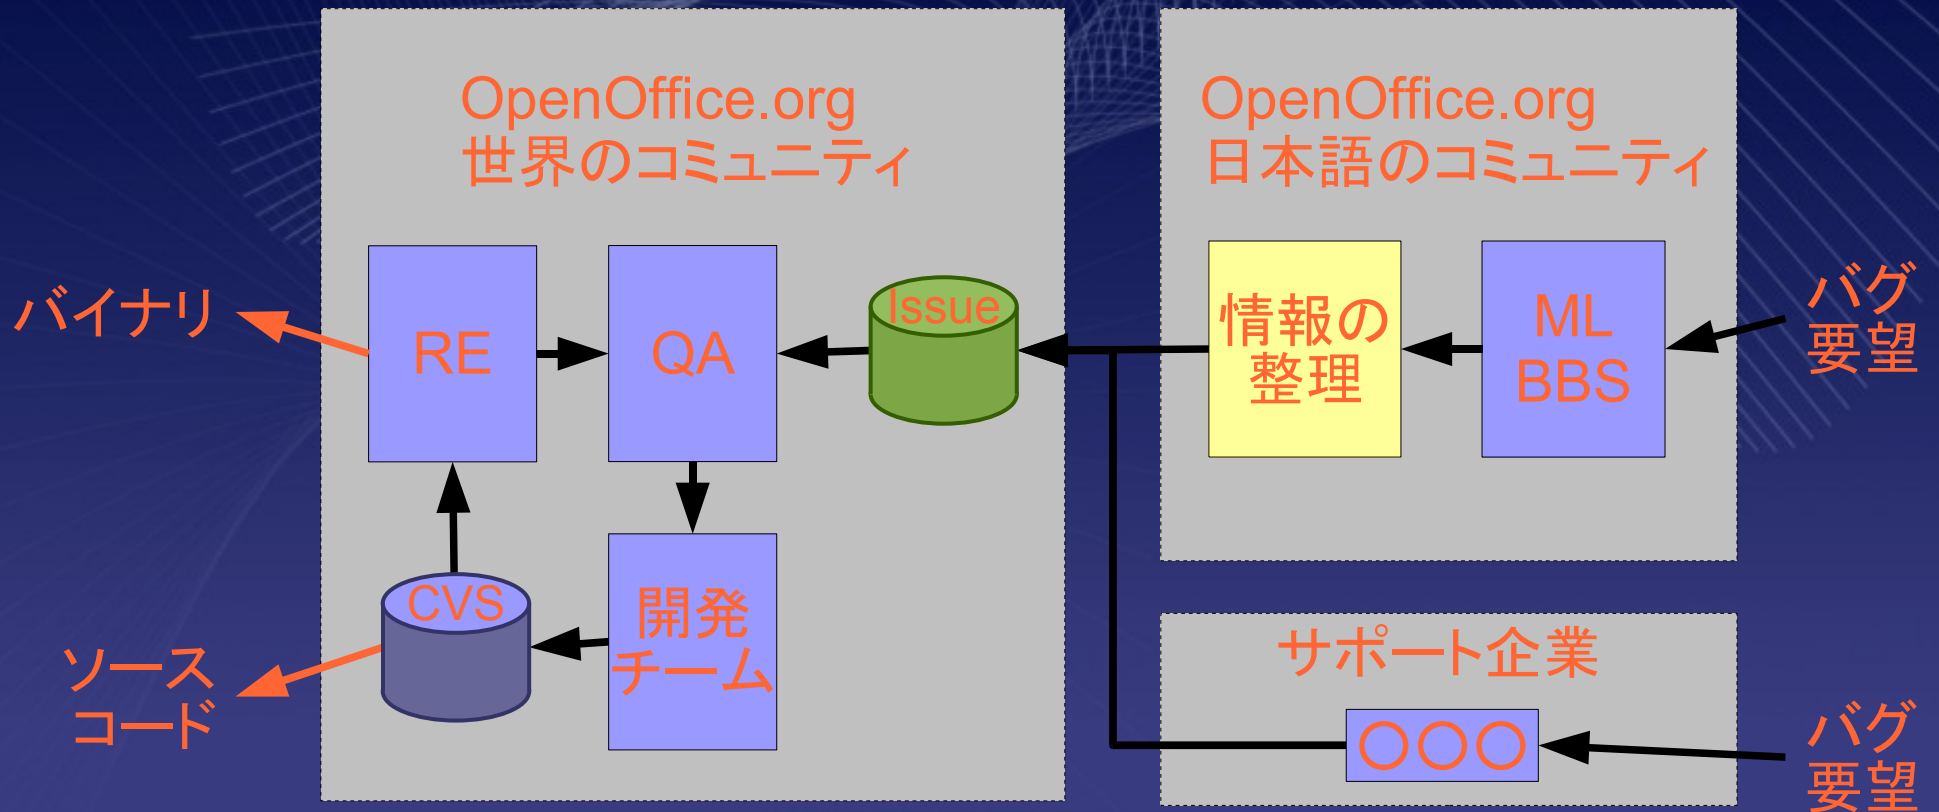 OpenOffice.org
世界のコミュニティ
OpenOffice.org
日本語のコミュニティ
バイナリ
RE
QA
Issue
情報の
整理
ML
BBS
バグ
要望
CVS
開発
チーム
ソース
コード
サポート企業
〇〇〇
バグ
要望